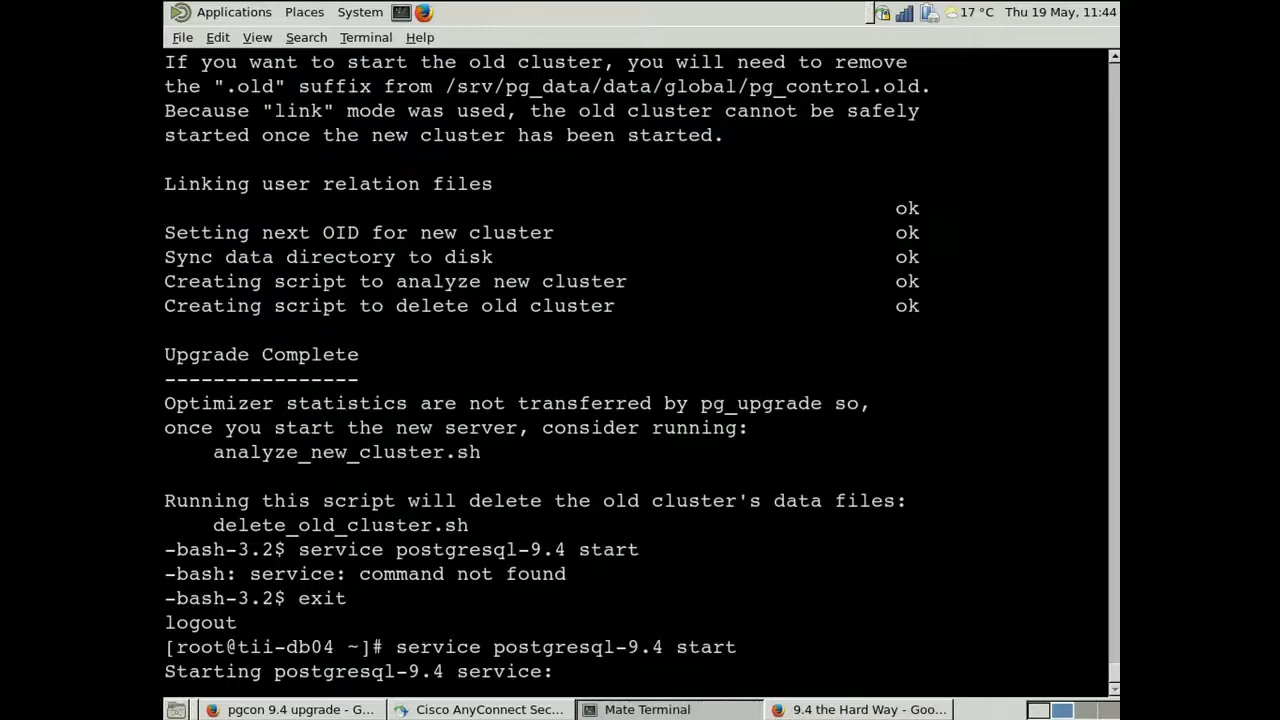 Applications Places System 17 °C Thu 19 May, 11:44
File Edit View Search Terminal Help
If you want to start the old cluster, you will need to remove
the ".old" suffix from /srv/pg_data/data/global/pg_control.old.
Because "link" mode was used, the old cluster cannot be safely
started once the new cluster has been started.
Linking user relation files
ok
Setting next OID for new cluster ok
Sync data directory to disk ok
Creating script to analyze new cluster ok
Creating script to delete old cluster ok
Upgrade Complete
----------------
Optimizer statistics are not transferred by pg_upgrade so,
once you start the new server, consider running:
analyze_new_cluster.sh
Running this script will delete the old cluster's data files:
delete_old_cluster.sh
-bash-3.2$ service postgresql-9.4 start
-bash: service: command not found
-bash-3.2$ exit
logout
[root@tii-db04 ~]# service postgresql-9.4 start
Starting postgresql-9.4 service:
pgcon 9.4 upgrade - G... Cisco AnyConnect Sec... Mate Terminal 9.4 the Hard Way - Goo...